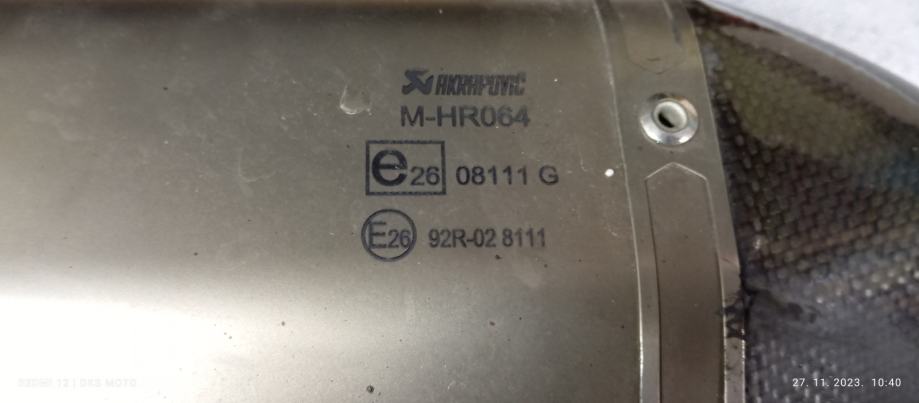 AKRAPOVIC
M-HR064
e26 08111 G
E26 92R-02 8111
27. 11. 2023. 10:40